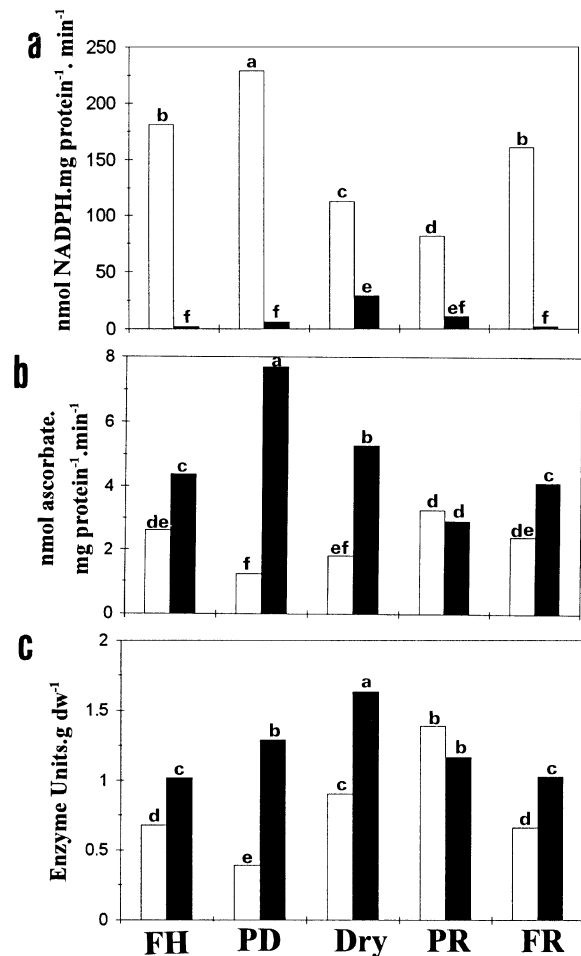 a
nmol NADPH.mg protein⁻¹. min⁻¹
250
200
150
100
50
0
b
f
a
f
c
e
d
ef
b
f
b
nmol ascorbate.
mg protein⁻¹.min⁻¹
8
6
4
2
0
de
c
f
a
ef
b
d
d
de
c
c
Enzyme Units.g dw⁻¹
2
1.5
1
0.5
0
d
c
e
b
c
a
b
b
d
c
FH
PD
Dry
PR
FR